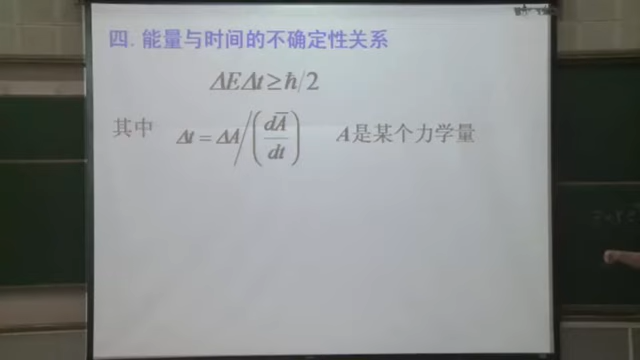 四. 能量与时间的不确定性关系
ΔEΔt≥ħ/2
其中 Δt=ΔA/(dA̅/dt) A是某个力学量